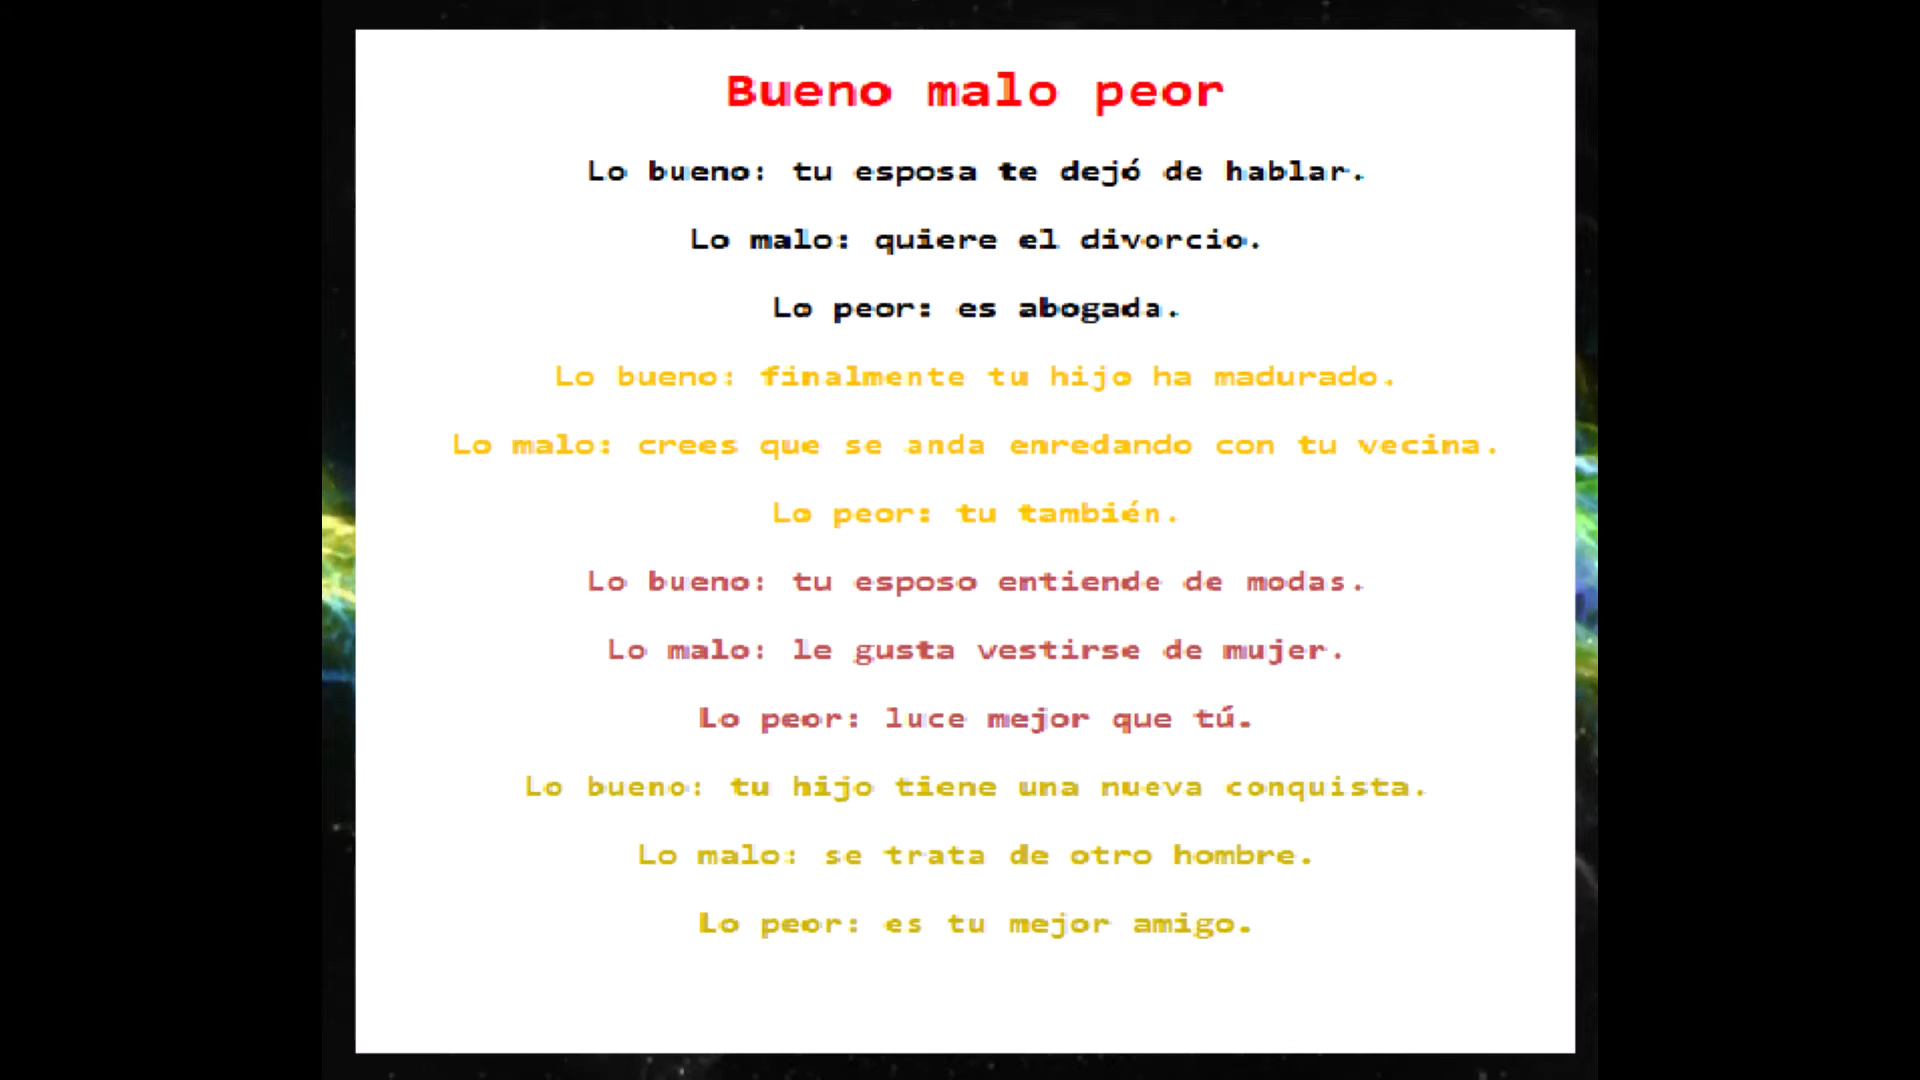 Bueno malo peor
Lo bueno: tu esposa te dejó de hablar.
Lo malo: quiere el divorcio.
Lo peor: es abogada.
Lo bueno: finalmente tu hijo ha madurado.
Lo malo: crees que se anda enredando con tu vecina.
Lo peor: tu también.
Lo bueno: tu esposo entiende de modas.
Lo malo: le gusta vestirse de mujer.
Lo peor: luce mejor que tú.
Lo bueno: tu hijo tiene una nueva conquista.
Lo malo: se trata de otro hombre.
Lo peor: es tu mejor amigo.